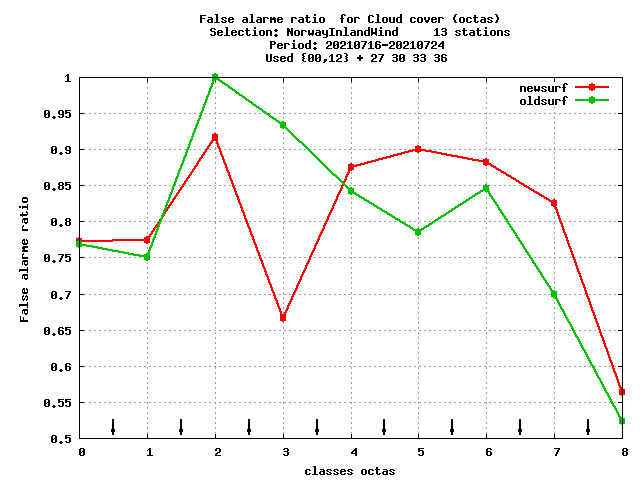 False alarme ratio  for Cloud cover (octas)
Selection: NorwayInlandWind     13 stations
Period: 20210716-20210724
Used {00,12} + 27 30 33 36
newsurf
oldsurf
1
0.95
0.9
0.85
0.8
0.75
0.7
0.65
0.6
0.55
0.5
False alarme ratio
0 1 2 3 4 5 6 7 8
classes octas